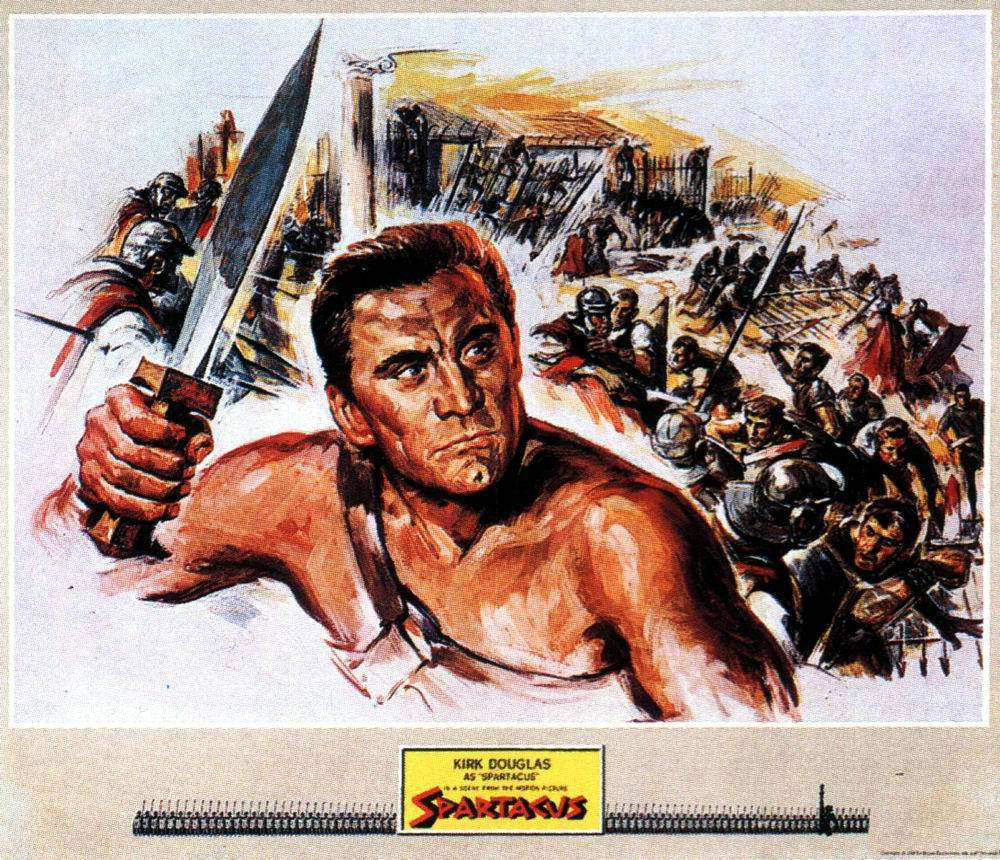 KIRK DOUGLAS
AS "SPARTACUS"
IN A SCENE FROM THE MOTION PICTURE
SPARTACUS